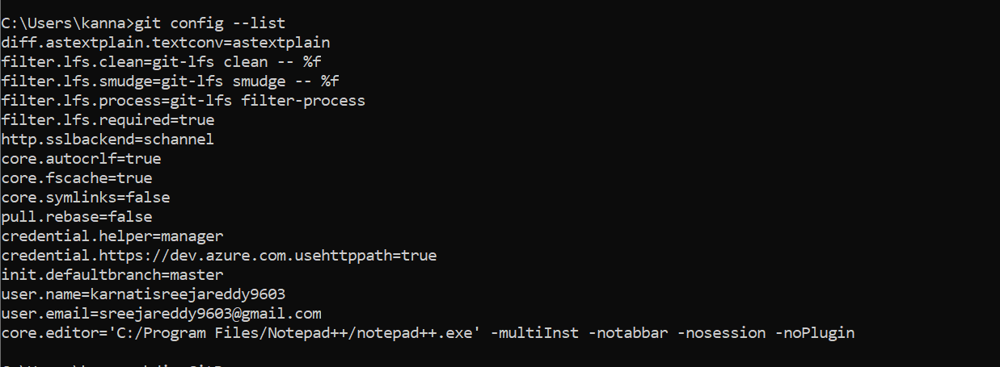 C:\Users\kanna>git config --list
diff.astextplain.textconv=astextplain
filter.lfs.clean=git-lfs clean -- %f
filter.lfs.smudge=git-lfs smudge -- %f
filter.lfs.process=git-lfs filter-process
filter.lfs.required=true
http.sslbackend=schannel
core.autocrlf=true
core.fscache=true
core.symlinks=false
pull.rebase=false
credential.helper=manager
credential.https://dev.azure.com.usehttppath=true
init.defaultbranch=master
user.name=karnatisreejareddy9603
user.email=sreejareddy9603@gmail.com
core.editor='C:/Program Files/Notepad++/notepad++.exe' -multiInst -notabbar -nosession -noPlugin